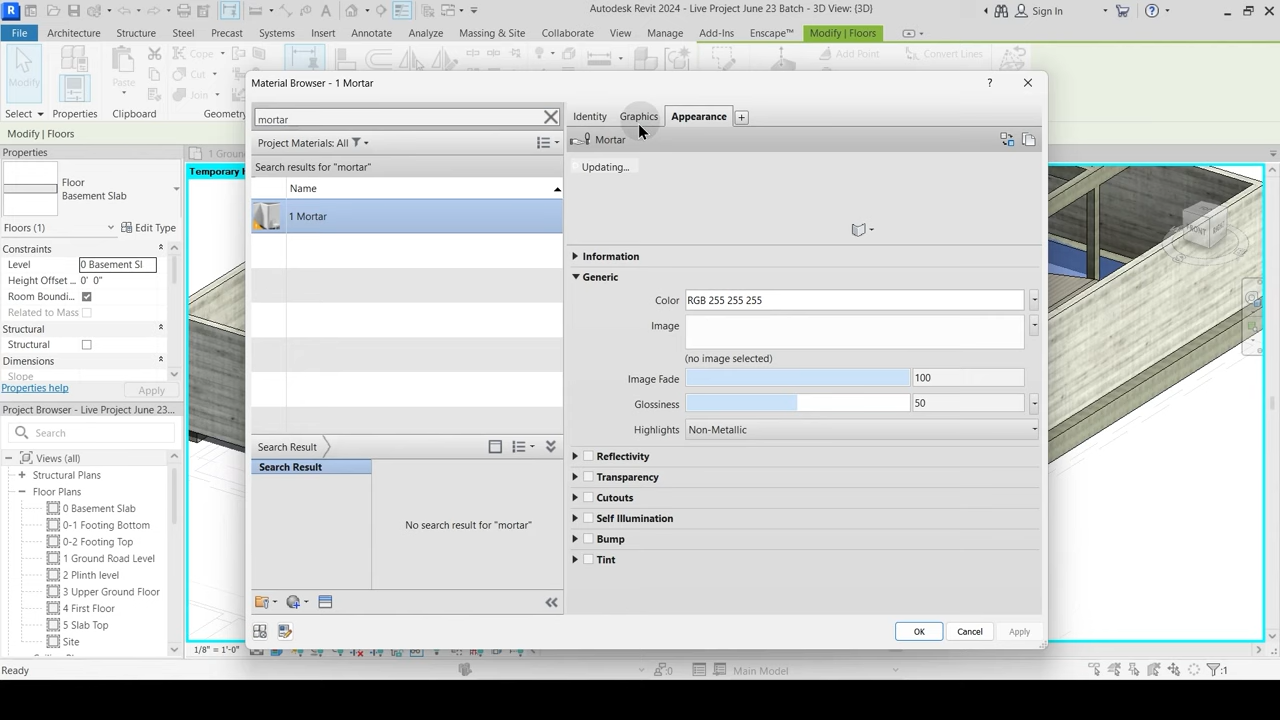 Autodesk Revit 2024 - Live Project June 23 Batch - 3D View: {3D}
Sign In
File
Architecture
Structure
Steel
Precast
Systems
Insert
Annotate
Analyze
Massing & Site
Collaborate
View
Manage
Add-Ins
Enscape™
Modify | Floors
Modify
Paste
Cope
Cut
Join
Add Point
Convert Lines
Select
Properties
Clipboard
Geometry
Modify | Floors
Properties
Floor
Basement Slab
Floors (1)
Edit Type
Constraints
Level
0 Basement Sl
Height Offset ...
0' 0"
Room Boundi...
Related to Mass
Structural
Structural
Dimensions
Slope
Properties help
Apply
Project Browser - Live Project June 23...
Search
Views (all)
Structural Plans
Floor Plans
0 Basement Slab
0-1 Footing Bottom
0-2 Footing Top
1 Ground Road Level
2 Plinth level
3 Upper Ground Floor
4 First Floor
5 Slab Top
Site
1 Groun
Temporary H
FRONT
Material Browser - 1 Mortar
?
mortar
Project Materials: All
Search results for "mortar"
Name
1 Mortar
Search Result
Search Result
No search result for "mortar"
Identity
Graphics
Appearance
Mortar
Updating...
Information
Generic
Color
RGB 255 255 255
Image
(no image selected)
Image Fade
100
Glossiness
50
Highlights
Non-Metallic
Reflectivity
Transparency
Cutouts
Self Illumination
Bump
Tint
OK
Cancel
Apply
1/8" = 1'-0"
Ready
:0
Main Model
:1